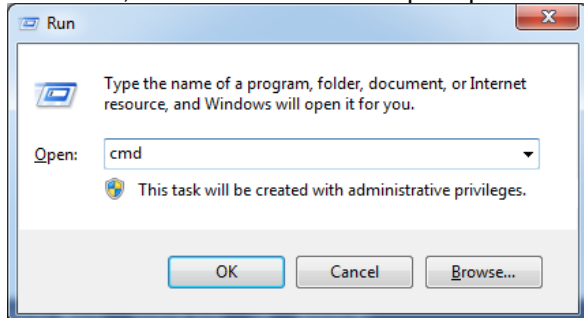 Run
Type the name of a program, folder, document, or Internet
resource, and Windows will open it for you.
Open: cmd
This task will be created with administrative privileges.
OK Cancel Browse...